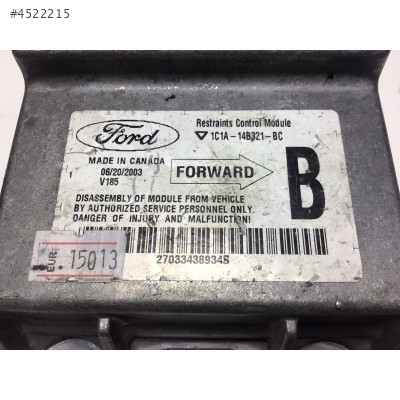 #4522215
Ford
Restraints Control Module
1C1A-14B321-BC
MADE IN CANADA
06/20/2003
V185
FORWARD
B
DISASSEMBLY OF MODULE FROM VEHICLE
BY AUTHORIZED SERVICE PERSONNEL ONLY.
DANGER OF INJURY AND MALFUNCTION!
EUR. 15013
270334389345